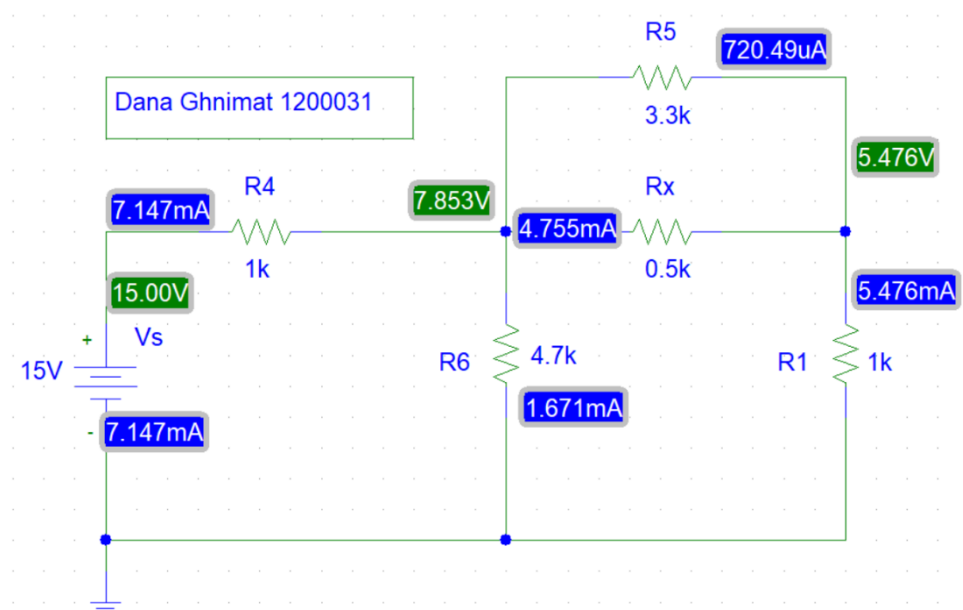 R5
720.49uA
Dana Ghnimat 1200031
3.3k
5.476V
R4
Rx
7.853V
7.147mA
4.755mA
1k
0.5k
15.00V
5.476mA
+
Vs
15V
R6
4.7k
R1
1k
1.671mA
-
7.147mA